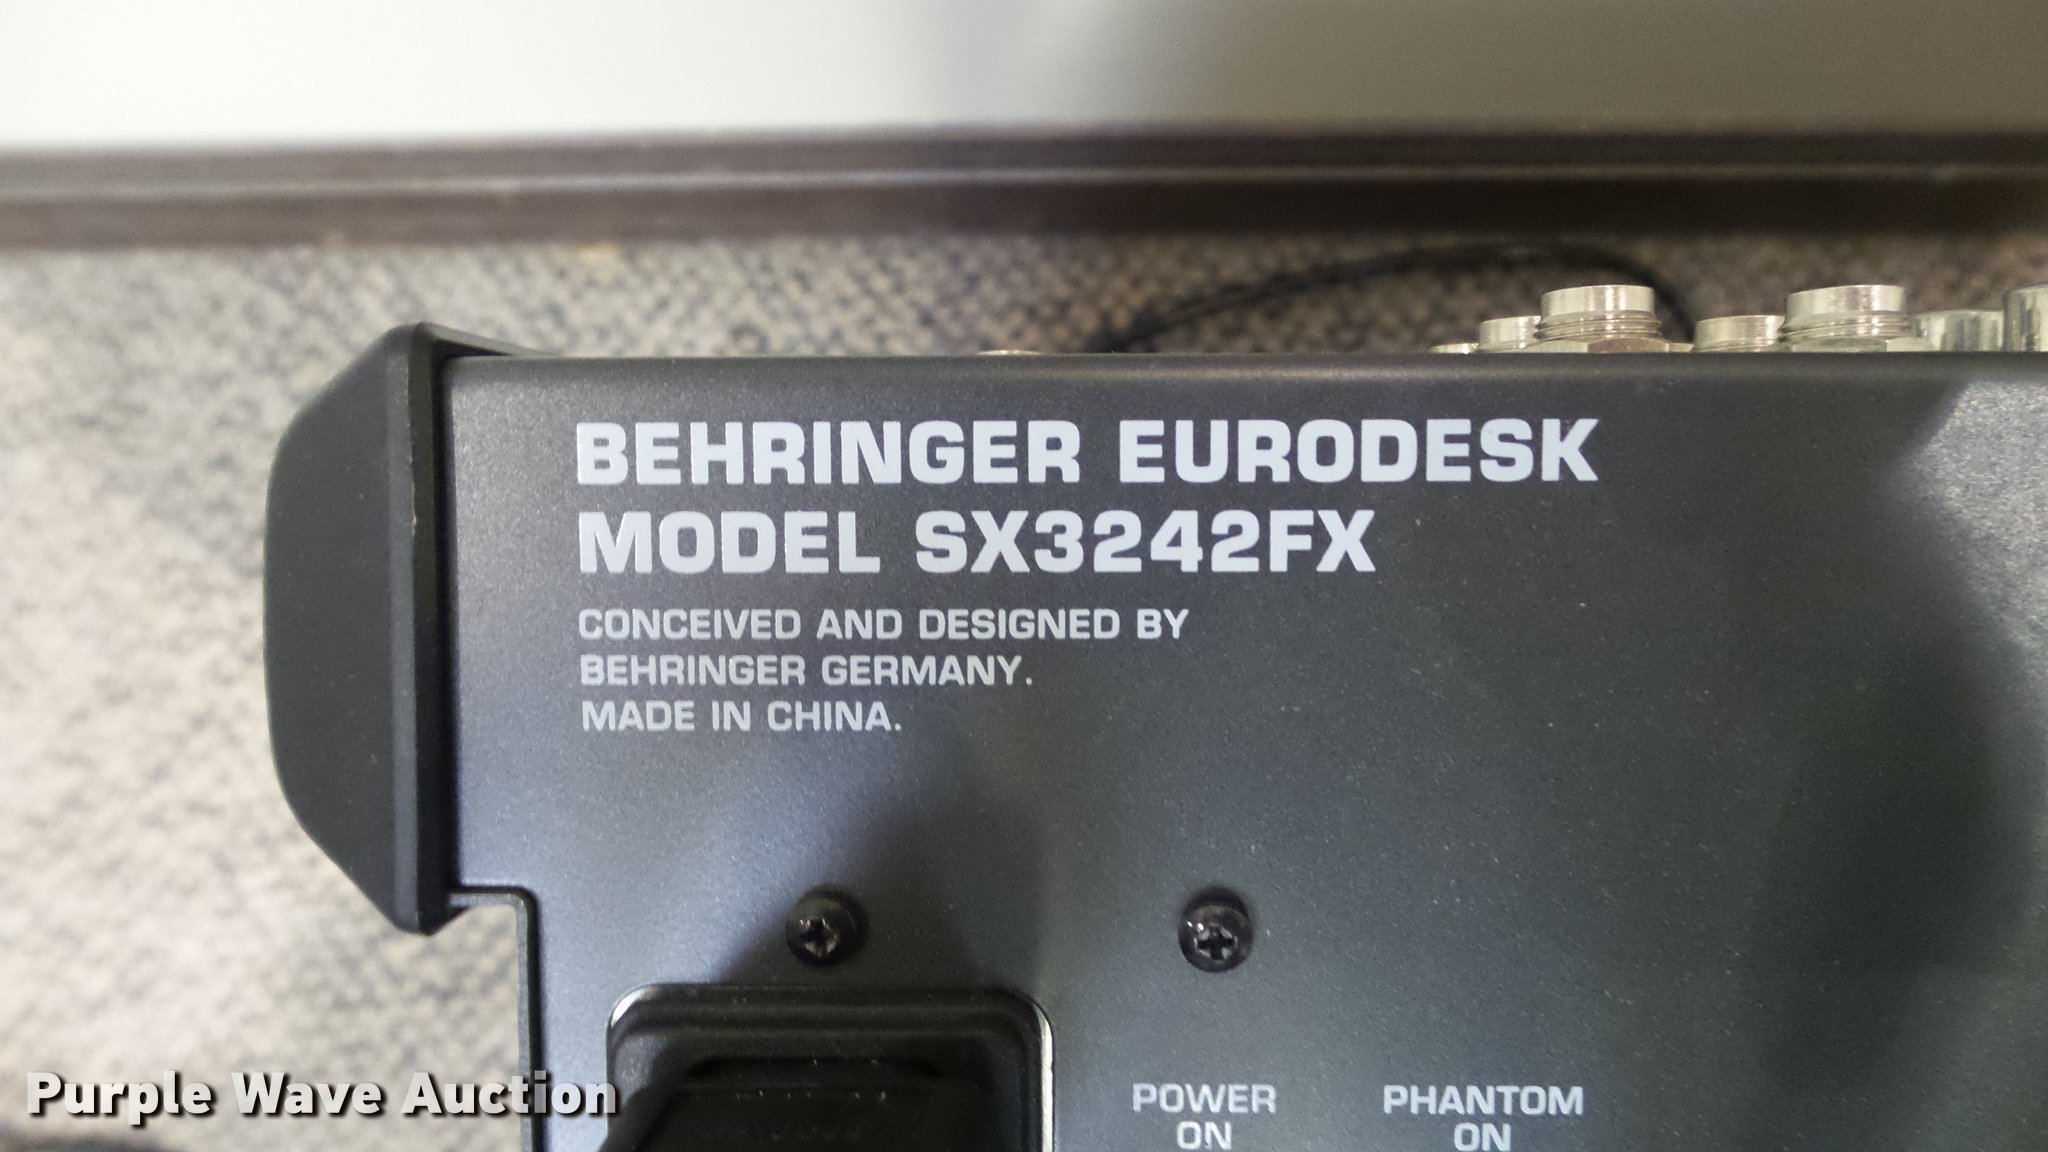 BEHRINGER EURODESK
MODEL SX3242FX
CONCEIVED AND DESIGNED BY
BEHRINGER GERMANY.
MADE IN CHINA.
POWER
ON
PHANTOM
ON
Purple Wave Auction